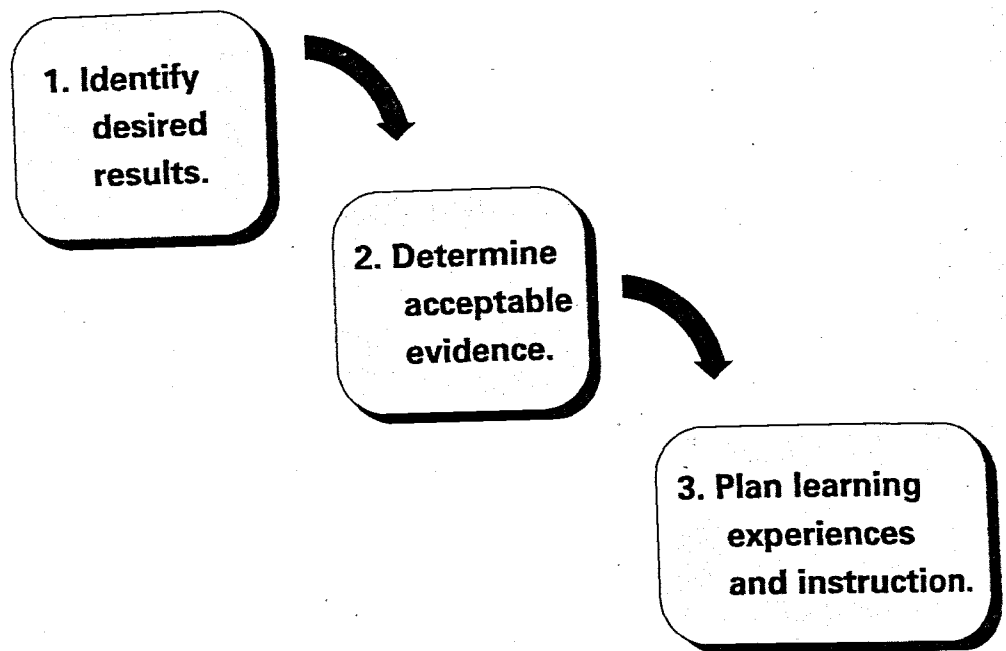 1. Identify
desired
results.
2. Determine
acceptable
evidence.
3. Plan learning
experiences
and instruction.